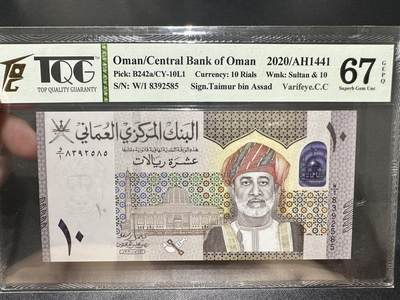 TQG
TOP QUALITY GUARANTY
Oman/Central Bank of Oman 2020/AH1441
Pick: B242a/CY-10L1 Currency: 10 Rials Wmk: Sultan & 10
S/N: W/1 8392585 Sign.Taimur bin Assad Varifeye.C.C
67 GEPQ
Superb Gem Unc
البنك المركزي العماني
عشرة ريالات
١٠
٨٣٩٢٥٨٥
١٠